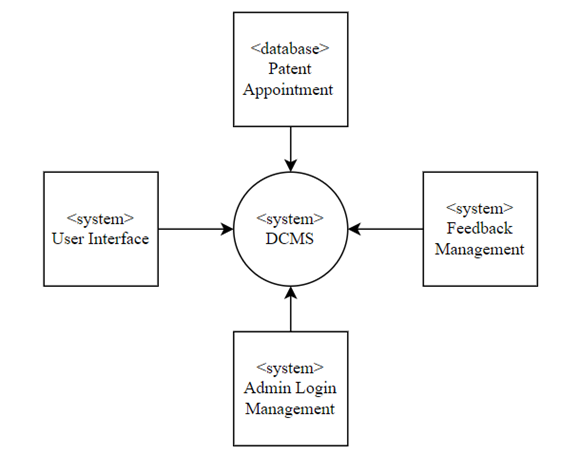 <database>
Patent
Appointment
<system>
User Interface
<system>
DCMS
<system>
Feedback
Management
<system>
Admin Login
Management